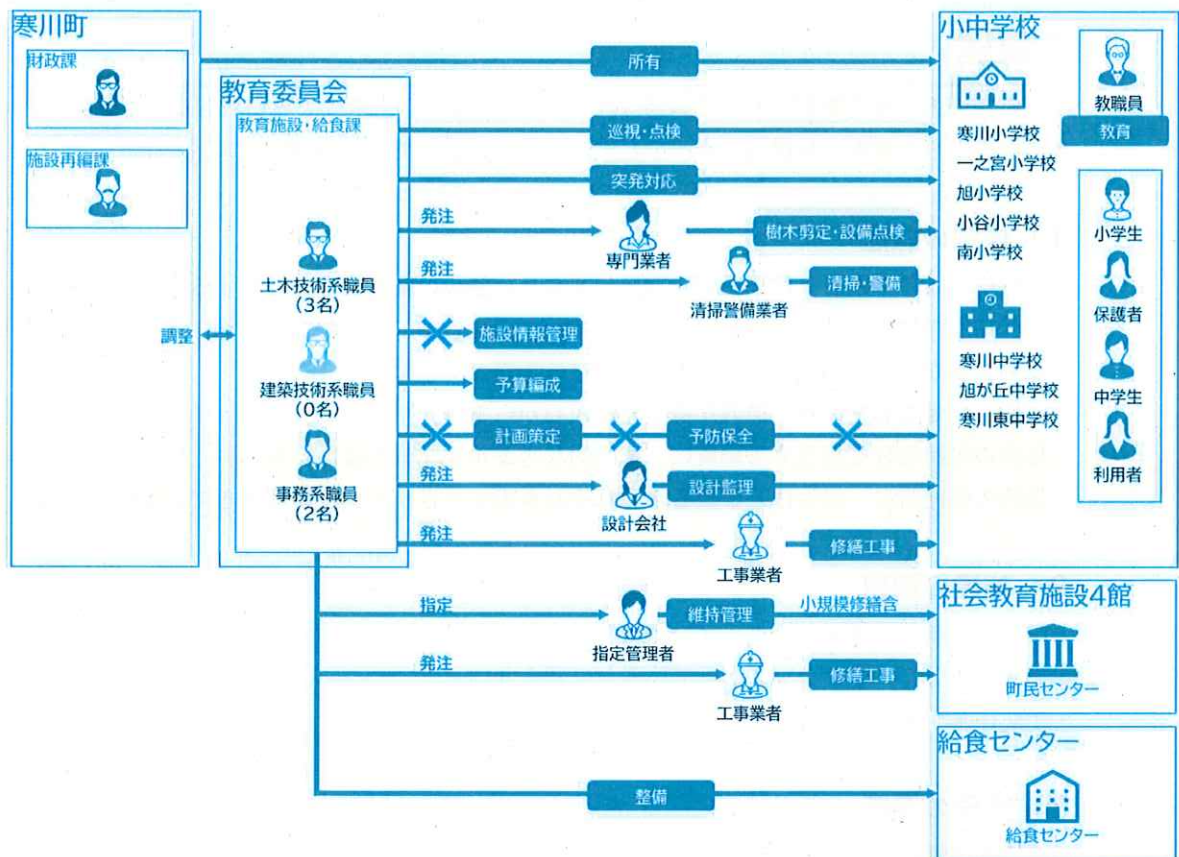 寒川町
財政課
施設再編課
教育委員会
教育施設・給食課
土木技術系職員
(3名)
建築技術系職員
(0名)
事務系職員
(2名)
調整
所有
巡視・点検
突発対応
発注
専門業者
樹木剪定・設備点検
発注
清掃警備業者
清掃・警備
施設情報管理
予算編成
計画策定
予防保全
発注
設計会社
設計監理
発注
工事業者
修繕工事
指定
指定管理者
維持管理
小規模修繕含
発注
工事業者
修繕工事
整備
小中学校
寒川小学校
一之宮小学校
旭小学校
小谷小学校
南小学校
寒川中学校
旭が丘中学校
寒川東中学校
教職員
教育
小学生
保護者
中学生
利用者
社会教育施設4館
町民センター
給食センター
給食センター